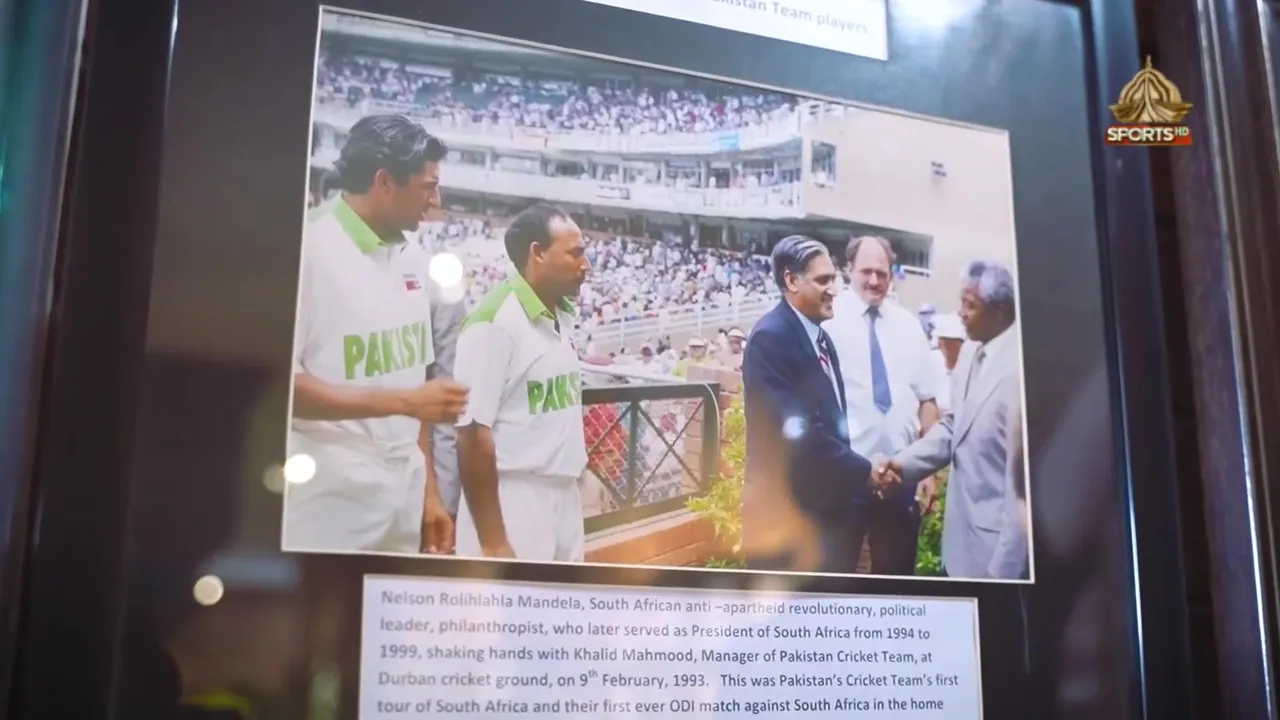 Pakistan Team players
SPORTS HD
PAKISTA
PAKIS
Nelson Rolihlahla Mandela, South African anti –apartheid revolutionary, political
leader, philanthropist, who later served as President of South Africa from 1994 to
1999, shaking hands with Khalid Mahmood, Manager of Pakistan Cricket Team, at
Durban cricket ground, on 9th February, 1993. This was Pakistan's Cricket Team's first
tour of South Africa and their first ever ODI match against South Africa in the home